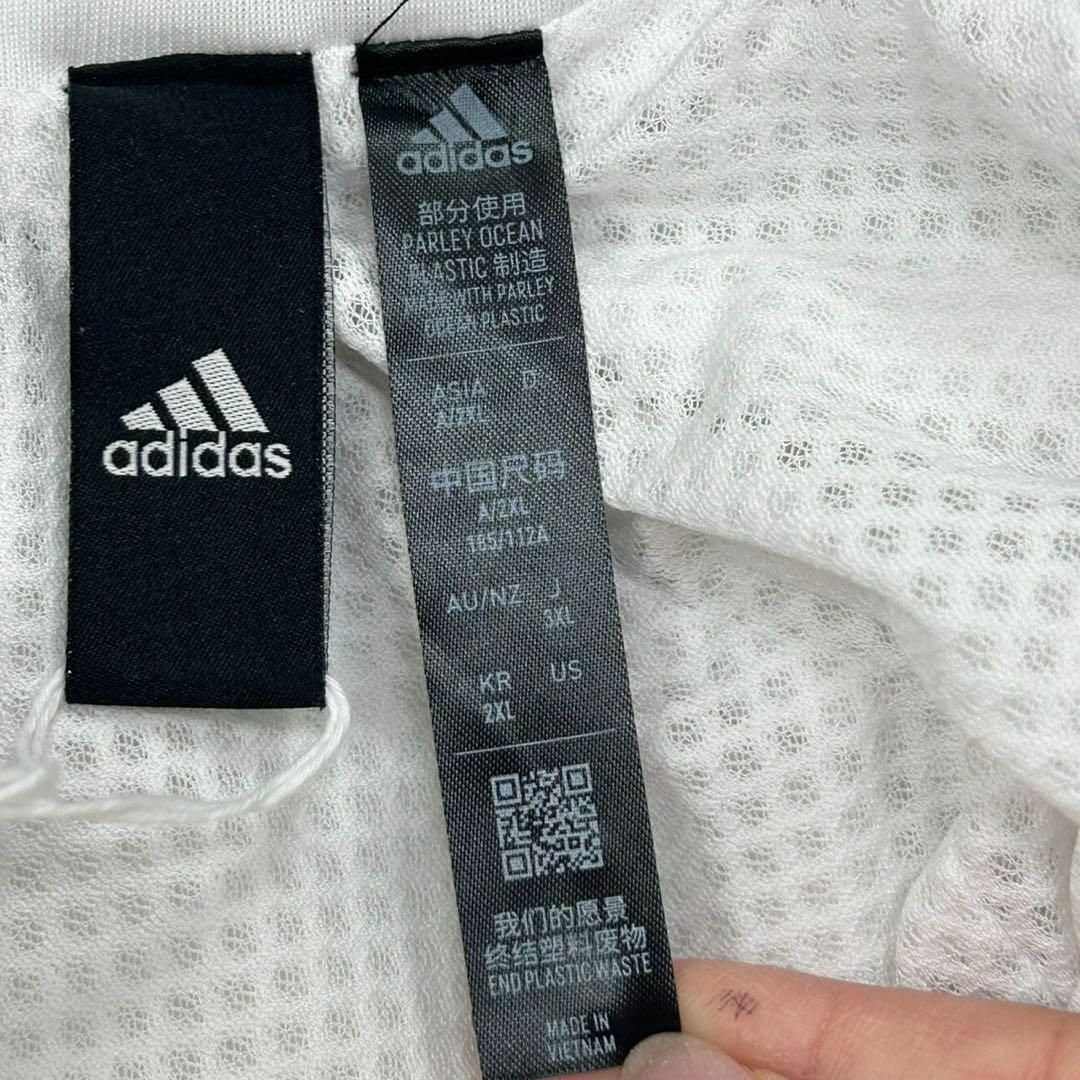 adidas
adidas
部分使用
PARLEY OCEAN
PLASTIC 制造
MADE WITH PARLEY
OCEAN PLASTIC
ASIA D
A/2XL
中国尺码
A/2XL
185/112A
AU/NZ J
3XL
KR US
2XL
我们的愿景
终结塑料废物
END PLASTIC WASTE
MADE IN
VIETNAM